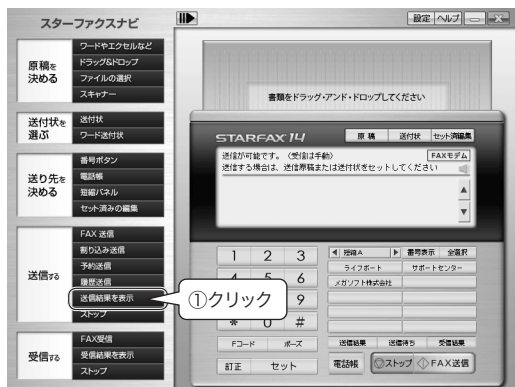 スターファクスナビ
設定 ヘルプ
原稿を決める
ワードやエクセルなど
ドラッグ&ドロップ
ファイルの選択
スキャナー
送付状を選ぶ
送付状
ワード送付状
送り先を決める
番号ボタン
電話帳
短縮パネル
セット済みの編集
送信する
FAX 送信
割り込み送信
予約送信
履歴送信
送信結果を表示
ストップ
受信する
FAX受信
受信結果を表示
ストップ
①クリック
書類をドラッグ・アンド・ドロップしてください
STARFAX 14
原稿 送付状 セット済編集
送信が可能です。（受信は手動）
FAXモデム
送信する場合は、送信原稿または送付状をセットしてください
1 2 3
4 5 6
9
* 0 #
Fコード ポーズ
訂正 セット
短縮A 番号表示 全選択
ライフボート サポートセンター
メガソフト株式会社
送信結果 送信待ち 受信結果
電話帳 ストップ FAX送信